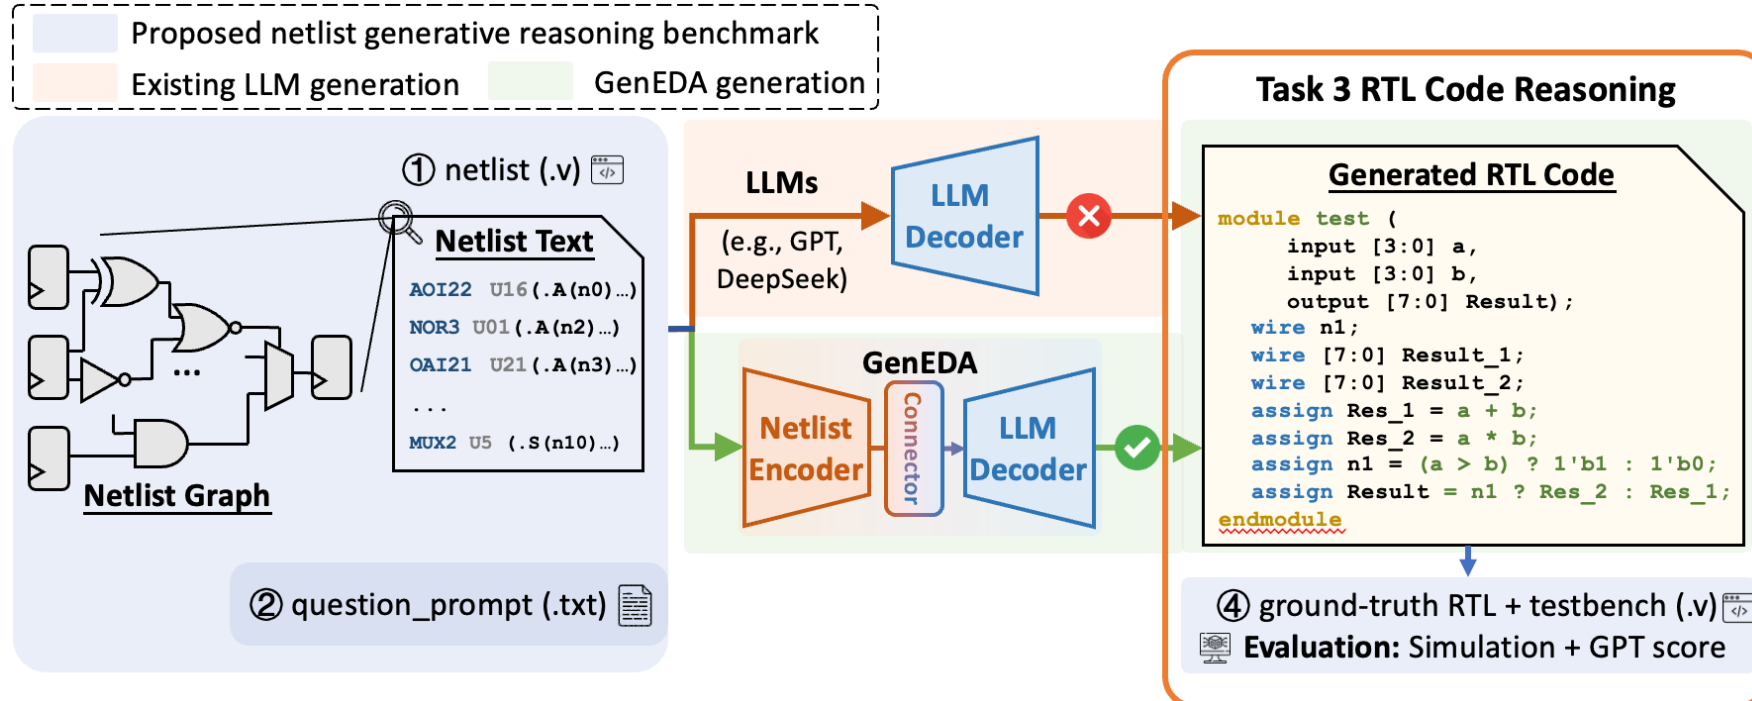 Proposed netlist generative reasoning benchmark
Existing LLM generation
GenEDA generation
① netlist (.v)
Netlist Text
AOI22 U16(.A(n0)…)
NOR3 U01(.A(n2)…)
OAI21 U21(.A(n3)…)
...
MUX2 U5 (.S(n10)…)
...
Netlist Graph
② question_prompt (.txt)
LLMs
(e.g., GPT,
DeepSeek)
LLM
Decoder
GenEDA
Netlist
Encoder
Connector
LLM
Decoder
Task 3 RTL Code Reasoning
Generated RTL Code
module test (
input [3:0] a,
input [3:0] b,
output [7:0] Result);
wire n1;
wire [7:0] Result_1;
wire [7:0] Result_2;
assign Res_1 = a + b;
assign Res_2 = a * b;
assign n1 = (a > b) ? 1'b1 : 1'b0;
assign Result = n1 ? Res_2 : Res_1;
endmodule
④ ground-truth RTL + testbench (.v)
Evaluation: Simulation + GPT score